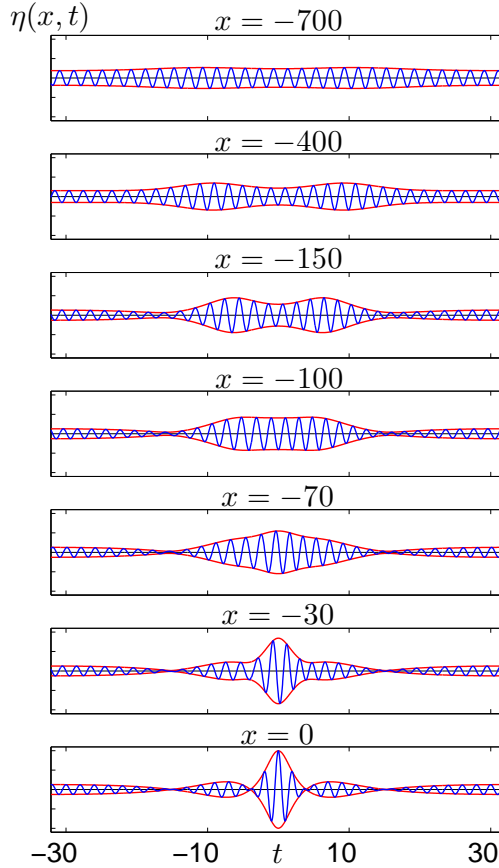 η(x, t)
x = −700
x = −400
x = −150
x = −100
x = −70
x = −30
x = 0
−30 −10 t 10 30